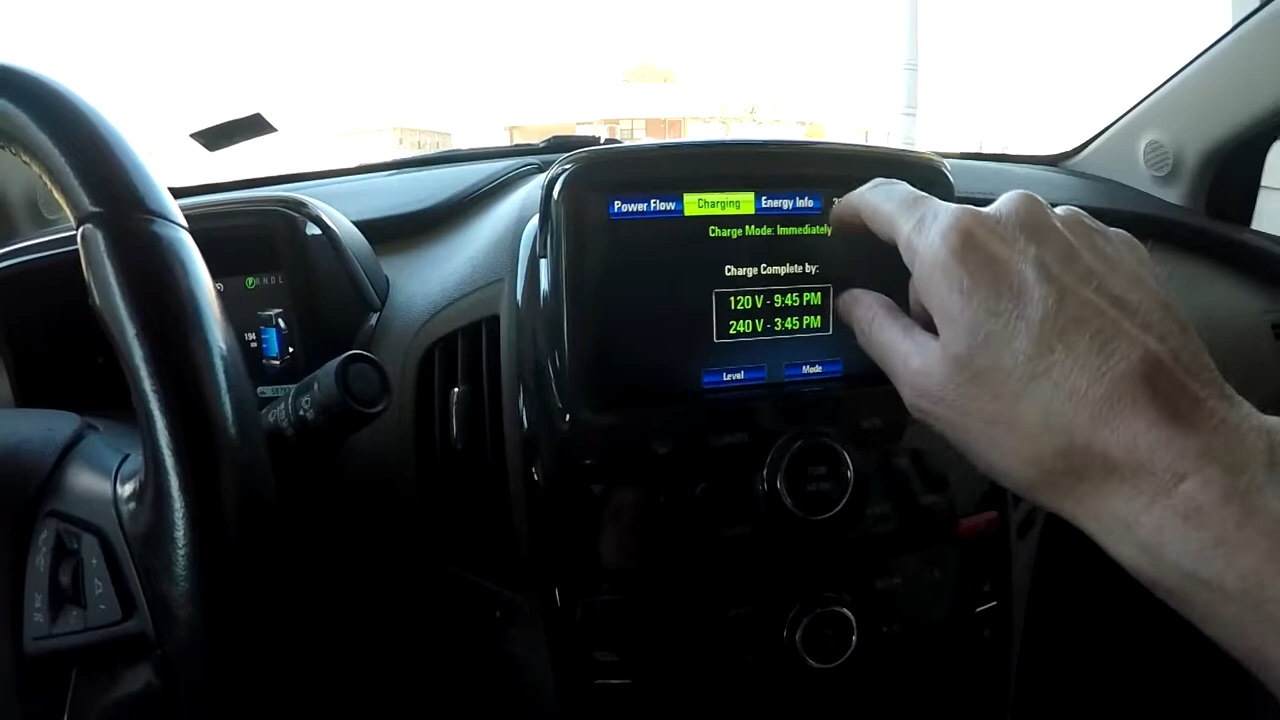 Power Flow Charging Energy Info
Charge Mode: Immediately
Charge Complete by:
120 V - 9:45 PM
240 V - 3:45 PM
Level Mode
P R N D L
194